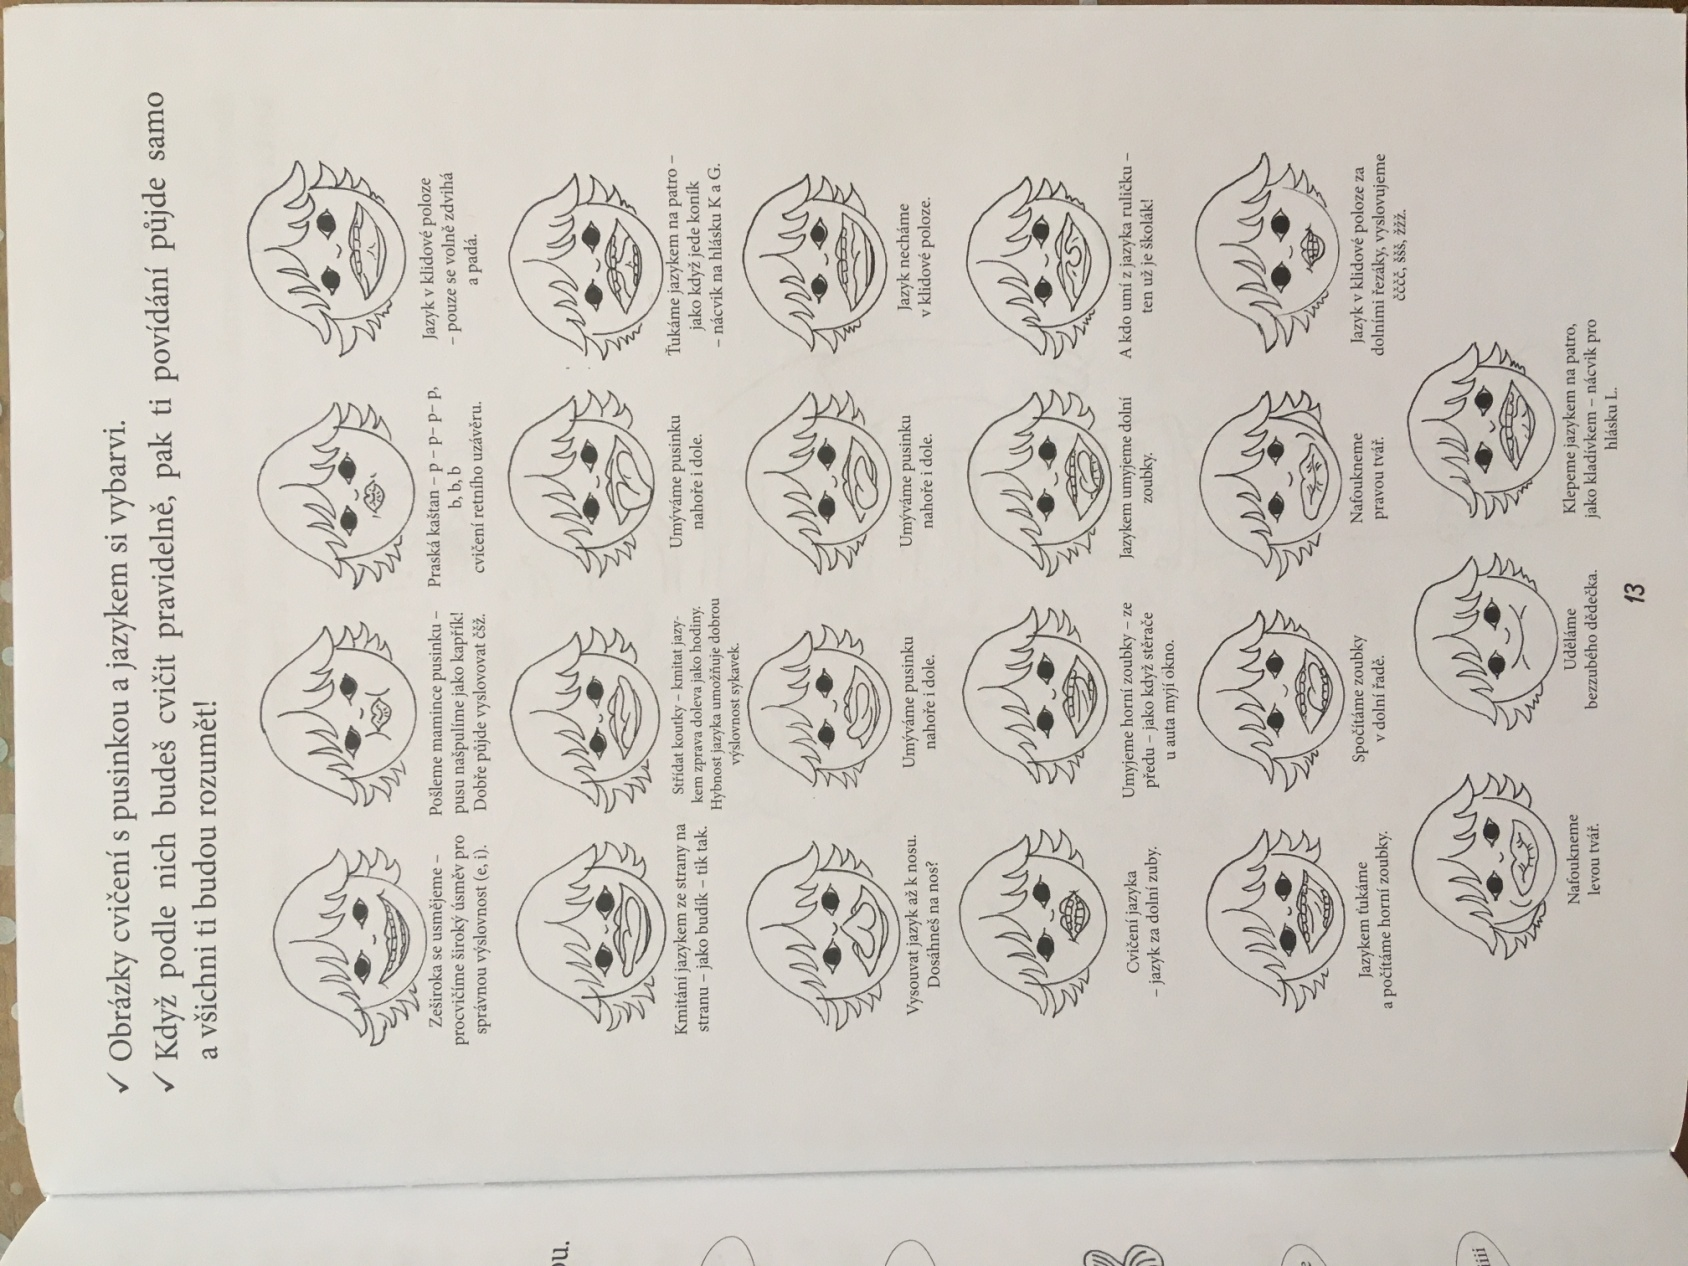 ✓ Obrázky cvičení s pusinkou a jazykem si vybarvi.
✓ Když podle nich budeš cvičit pravidelně, pak ti povídání půjde samo
a všichni ti budou rozumět!
Zeširoka se usmějeme –
procvičíme široký úsměv pro
správnou výslovnost (e, i).
Pošleme mamince pusinku –
pusu našpulíme jako kapřík!
Dobře půjde vyslovovat čšž.
Praská kaštan – p – p – p– p,
b, b, b
cvičení retního uzávěru.
Jazyk v klidové poloze
– pouze se volně zdvihá
a padá.
Kmitání jazykem ze strany na
stranu – jako budík – tik tak.
Střídat koutky – kmitat jazy-
kem zprava doleva jako hodiny.
Hybnost jazyka umožňuje dobrou
výslovnost sykavek.
Umýváme pusinku
nahoře i dole.
Ťukáme jazykem na patro –
jako když jede koník
– nácvik na hlásku K a G.
Vysouvat jazyk až k nosu.
Dosáhneš na nos?
Umýváme pusinku
nahoře i dole.
Umýváme pusinku
nahoře i dole.
Jazyk necháme
v klidové poloze.
Cvičení jazyka
– jazyk za dolní zuby.
Umyjeme horní zoubky – ze
předu – jako když stěrače
u auta myjí okno.
Jazykem umyjeme dolní
zoubky.
A kdo umí z jazyka ruličku –
ten už je školák!
Jazykem ťukáme
a počítáme horní zoubky.
Spočítáme zoubky
v dolní řadě.
Nafoukneme
pravou tvář.
Jazyk v klidové poloze za
dolními řezáky, vyslovujeme
čččč, ššš, žžž.
Nafoukneme
levou tvář.
Uděláme
bezzubého dědečka.
Klepeme jazykem na patro,
jako kladívkem – nácvik pro
hlásku L.
13